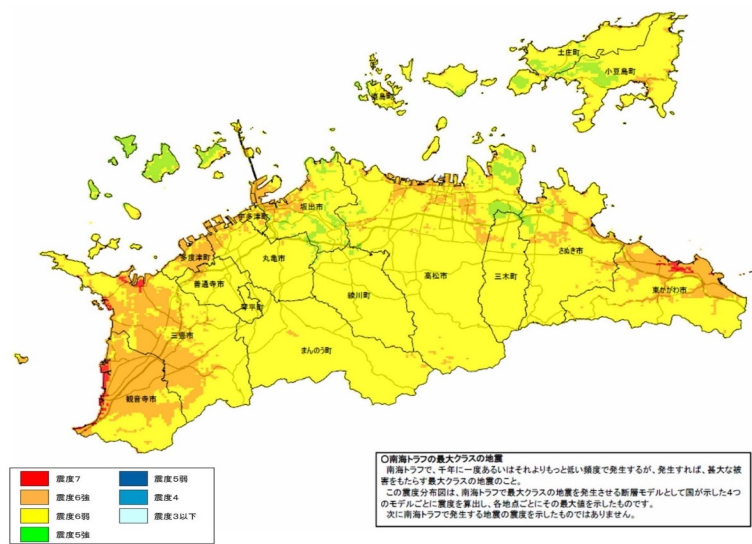 土庄町
小豆島町
直島町
坂出市
宇多津町
多度津町
丸亀市
善通寺市
さぬき市
高松市
三木町
東かがわ市
綾川町
琴平町
三豊市
まんのう町
観音寺市
○南海トラフの最大クラスの地震
南海トラフで、千年に一度あるいはそれよりもっと低い頻度で発生するが、発生すれば、甚大な被
害をもたらす最大クラスの地震のこと。
この震度分布図は、南海トラフで最大クラスの地震を発生させる断層モデルとして国が示した4つ
のモデルごとに震度を算出し、各地点ごとにその最大値を示したものです。
次に南海トラフで発生する地震の震度を示したものではありません。
震度7
震度6強
震度6弱
震度5強
震度5弱
震度4
震度3以下